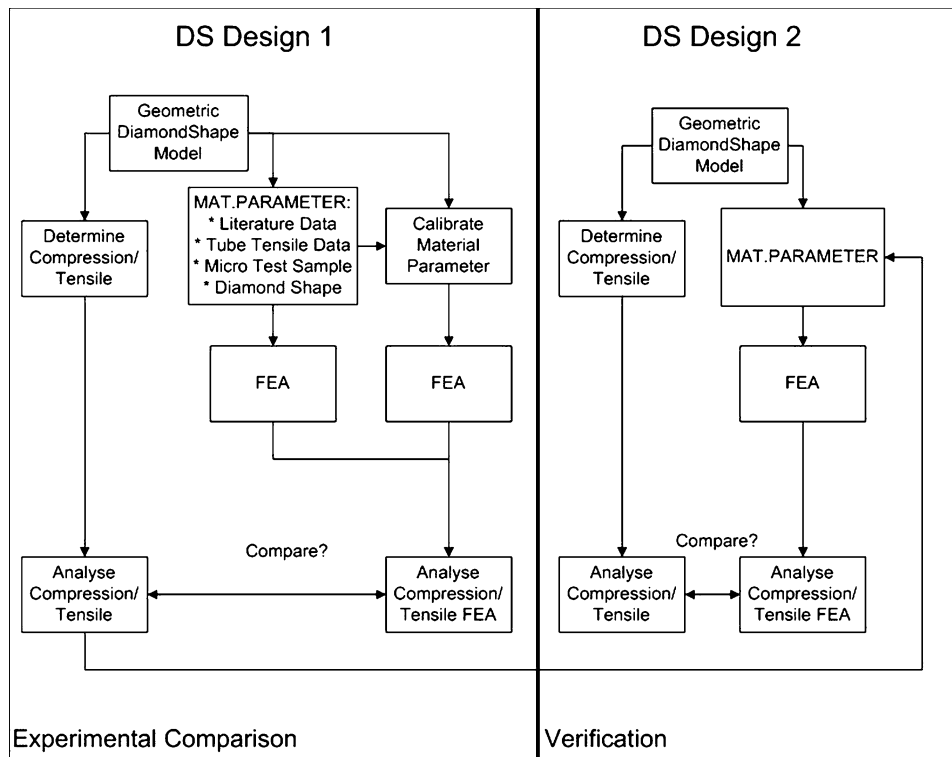 DS Design 1
Geometric
DiamondShape
Model
MAT.PARAMETER:
* Literature Data
* Tube Tensile Data
* Micro Test Sample
* Diamond Shape
Determine
Compression/
Tensile
Calibrate
Material
Parameter
FEA
FEA
Compare?
Analyse
Compression/
Tensile
Analyse
Compression/
Tensile FEA
Experimental Comparison
DS Design 2
Geometric
DiamondShape
Model
Determine
Compression/
Tensile
MAT.PARAMETER
FEA
Compare?
Analyse
Compression/
Tensile
Analyse
Compression/
Tensile FEA
Verification